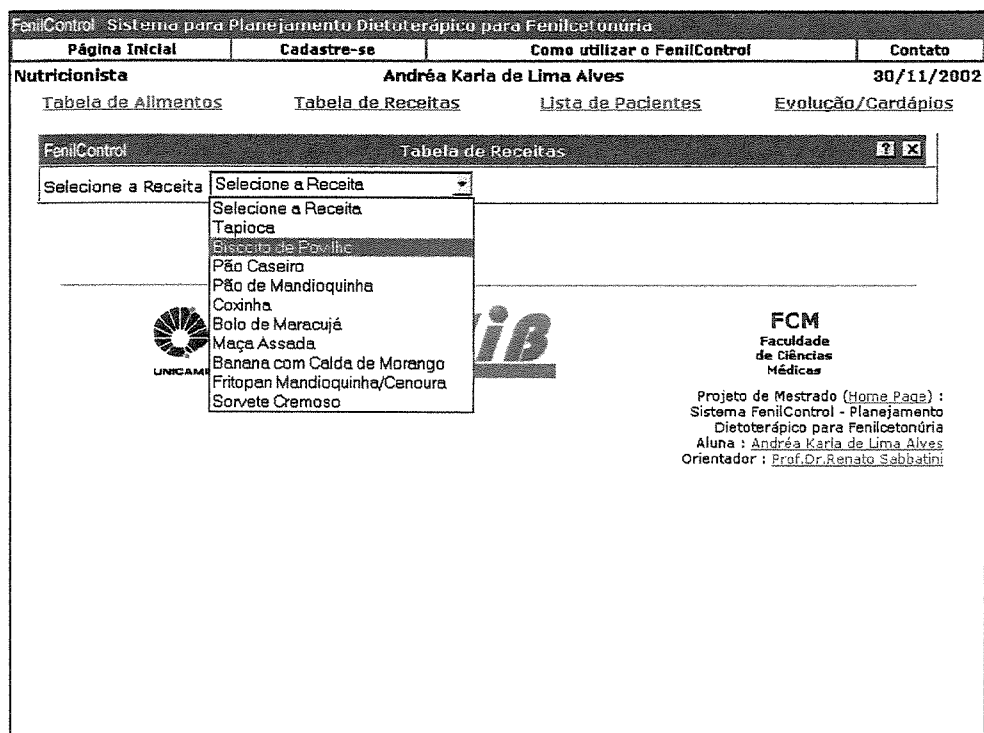 FenilControl Sistema para Planejamento Dietoterápico para Fenilcetonúria
Página Inicial Cadastre-se Como utilizar o FenilControl Contato
Nutricionista Andréa Karla de Lima Alves 30/11/2002
Tabela de Alimentos Tabela de Receitas Lista de Pacientes Evolução/Cardápios
FenilControl Tabela de Receitas ? X
Selecione a Receita Selecione a Receita
Selecione a Receita
Tapioca
Biscoito de Povilho
Pão Caseiro
Pão de Mandioquinha
Coxinha
Bolo de Maracujá
Maça Assada
Banana com Calda de Morango
Fritopan Mandioquinha/Cenoura
Sorvete Cremoso
FCM
Faculdade
de Ciências
Médicas
Projeto de Mestrado (Home Page) :
Sistema FenilControl - Planejamento
Dietoterápico para Fenilcetonúria
Aluna : Andréa Karla de Lima Alves
Orientador : Prof.Dr.Renato Sabbatini